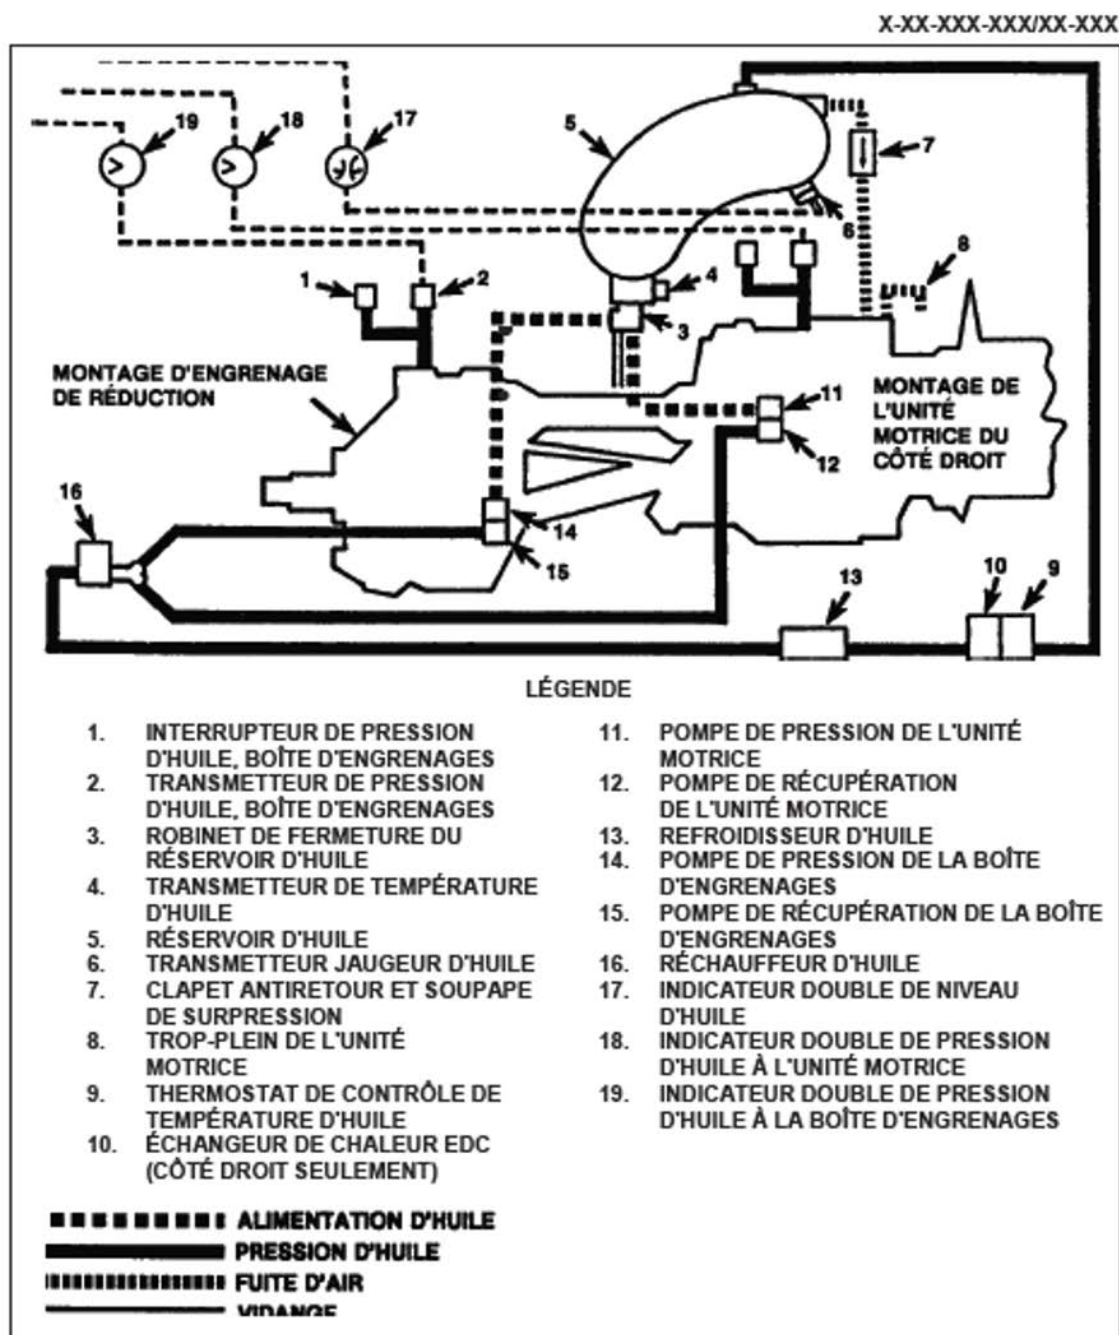 X-XX-XXX-XXX/XX-XXX
19
18
17
5
7
6
8
1
2
4
3
MONTAGE D'ENGRENAGE
DE RÉDUCTION
MONTAGE DE
L'UNITÉ
MOTRICE DU
CÔTÉ DROIT
11
12
16
14
15
13
10
9
LÉGENDE
1. INTERRUPTEUR DE PRESSION
D'HUILE, BOÎTE D'ENGRENAGES
2. TRANSMETTEUR DE PRESSION
D'HUILE, BOÎTE D'ENGRENAGES
3. ROBINET DE FERMETURE DU
RÉSERVOIR D'HUILE
4. TRANSMETTEUR DE TEMPÉRATURE
D'HUILE
5. RÉSERVOIR D'HUILE
6. TRANSMETTEUR JAUGEUR D'HUILE
7. CLAPET ANTIRETOUR ET SOUPAPE
DE SURPRESSION
8. TROP-PLEIN DE L'UNITÉ
MOTRICE
9. THERMOSTAT DE CONTRÔLE DE
TEMPÉRATURE D'HUILE
10. ÉCHANGEUR DE CHALEUR EDC
(CÔTÉ DROIT SEULEMENT)
11. POMPE DE PRESSION DE L'UNITÉ
MOTRICE
12. POMPE DE RÉCUPÉRATION
DE L'UNITÉ MOTRICE
13. REFROIDISSEUR D'HUILE
14. POMPE DE PRESSION DE LA BOÎTE
D'ENGRENAGES
15. POMPE DE RÉCUPÉRATION DE LA BOÎTE
D'ENGRENAGES
16. RÉCHAUFFEUR D'HUILE
17. INDICATEUR DOUBLE DE NIVEAU
D'HUILE
18. INDICATEUR DOUBLE DE PRESSION
D'HUILE À L'UNITÉ MOTRICE
19. INDICATEUR DOUBLE DE PRESSION
D'HUILE À LA BOÎTE D'ENGRENAGES
ALIMENTATION D'HUILE
PRESSION D'HUILE
FUITE D'AIR
VIDANGE